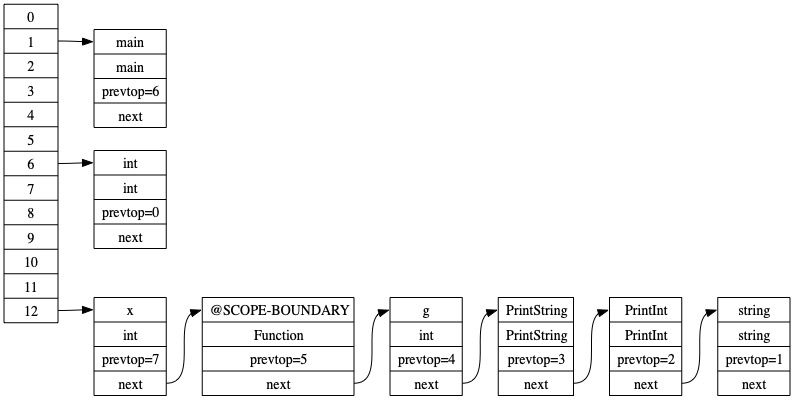 0
1
2
3
4
5
6
7
8
9
10
11
12
main
main
prevtop=6
next
int
int
prevtop=0
next
x
int
prevtop=7
next
@SCOPE-BOUNDARY
Function
prevtop=5
next
g
int
prevtop=4
next
PrintString
PrintString
prevtop=3
next
PrintInt
PrintInt
prevtop=2
next
string
string
prevtop=1
next